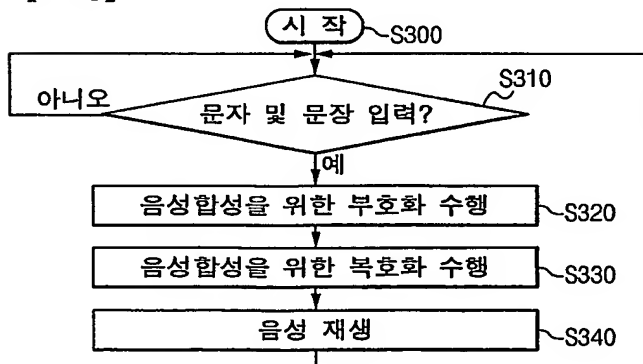 시 작
S300
아니오
문자 및 문장 입력?
S310
예
음성합성을 위한 부호화 수행
S320
음성합성을 위한 복호화 수행
S330
음성 재생
S340